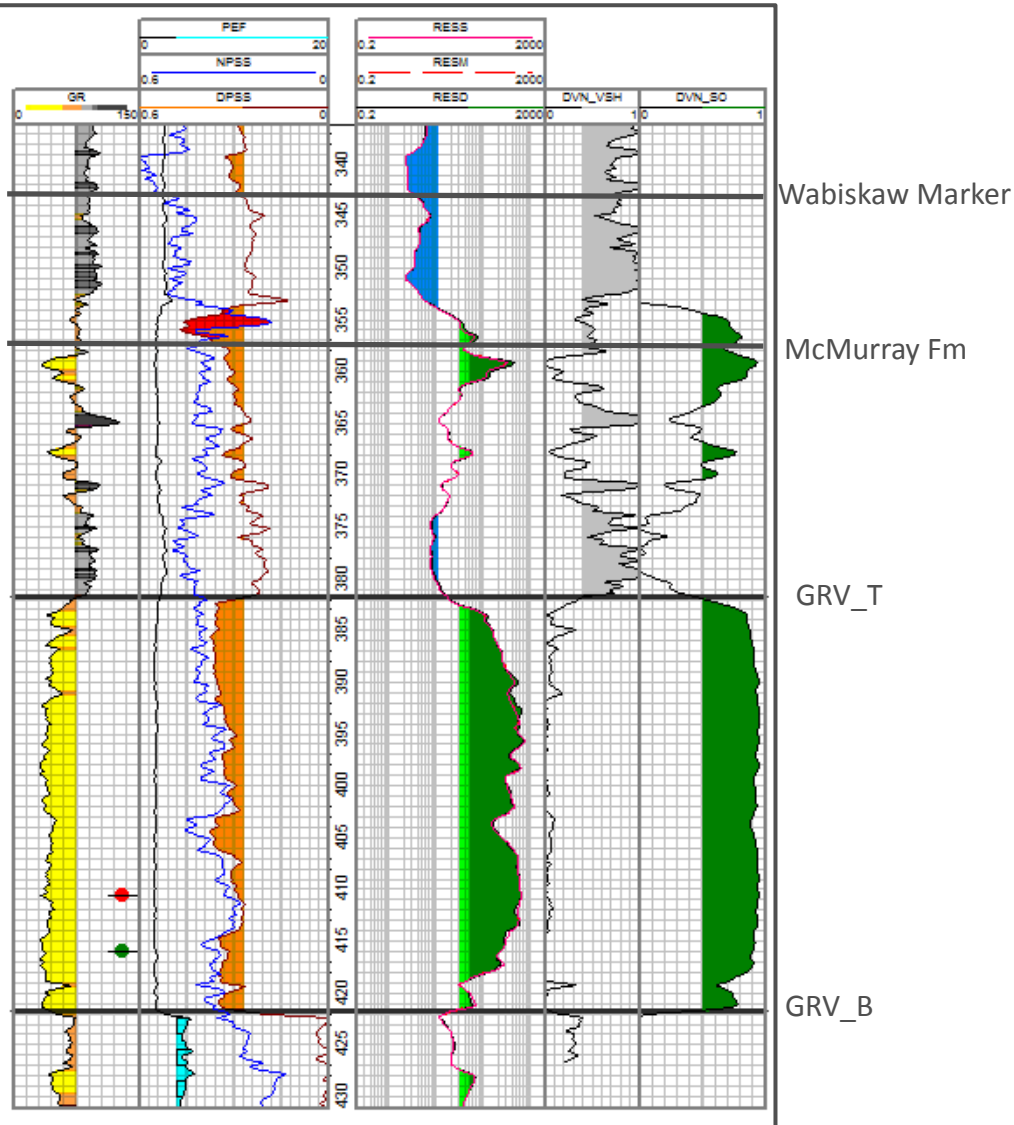 PEF
0 20
RESS
0.2 2000
NPSS
0.6 0
RESM
0.2 2000
GR
0 150
DPSS
0.6 0
RESD
0.2 2000
DVN_VSH
0 1
DVN_SO
0 1
340
Wabiskaw Marker
345
350
355
McMurray Fm
360
365
370
375
380
GRV_T
385
390
395
400
405
410
415
420
GRV_B
425
430